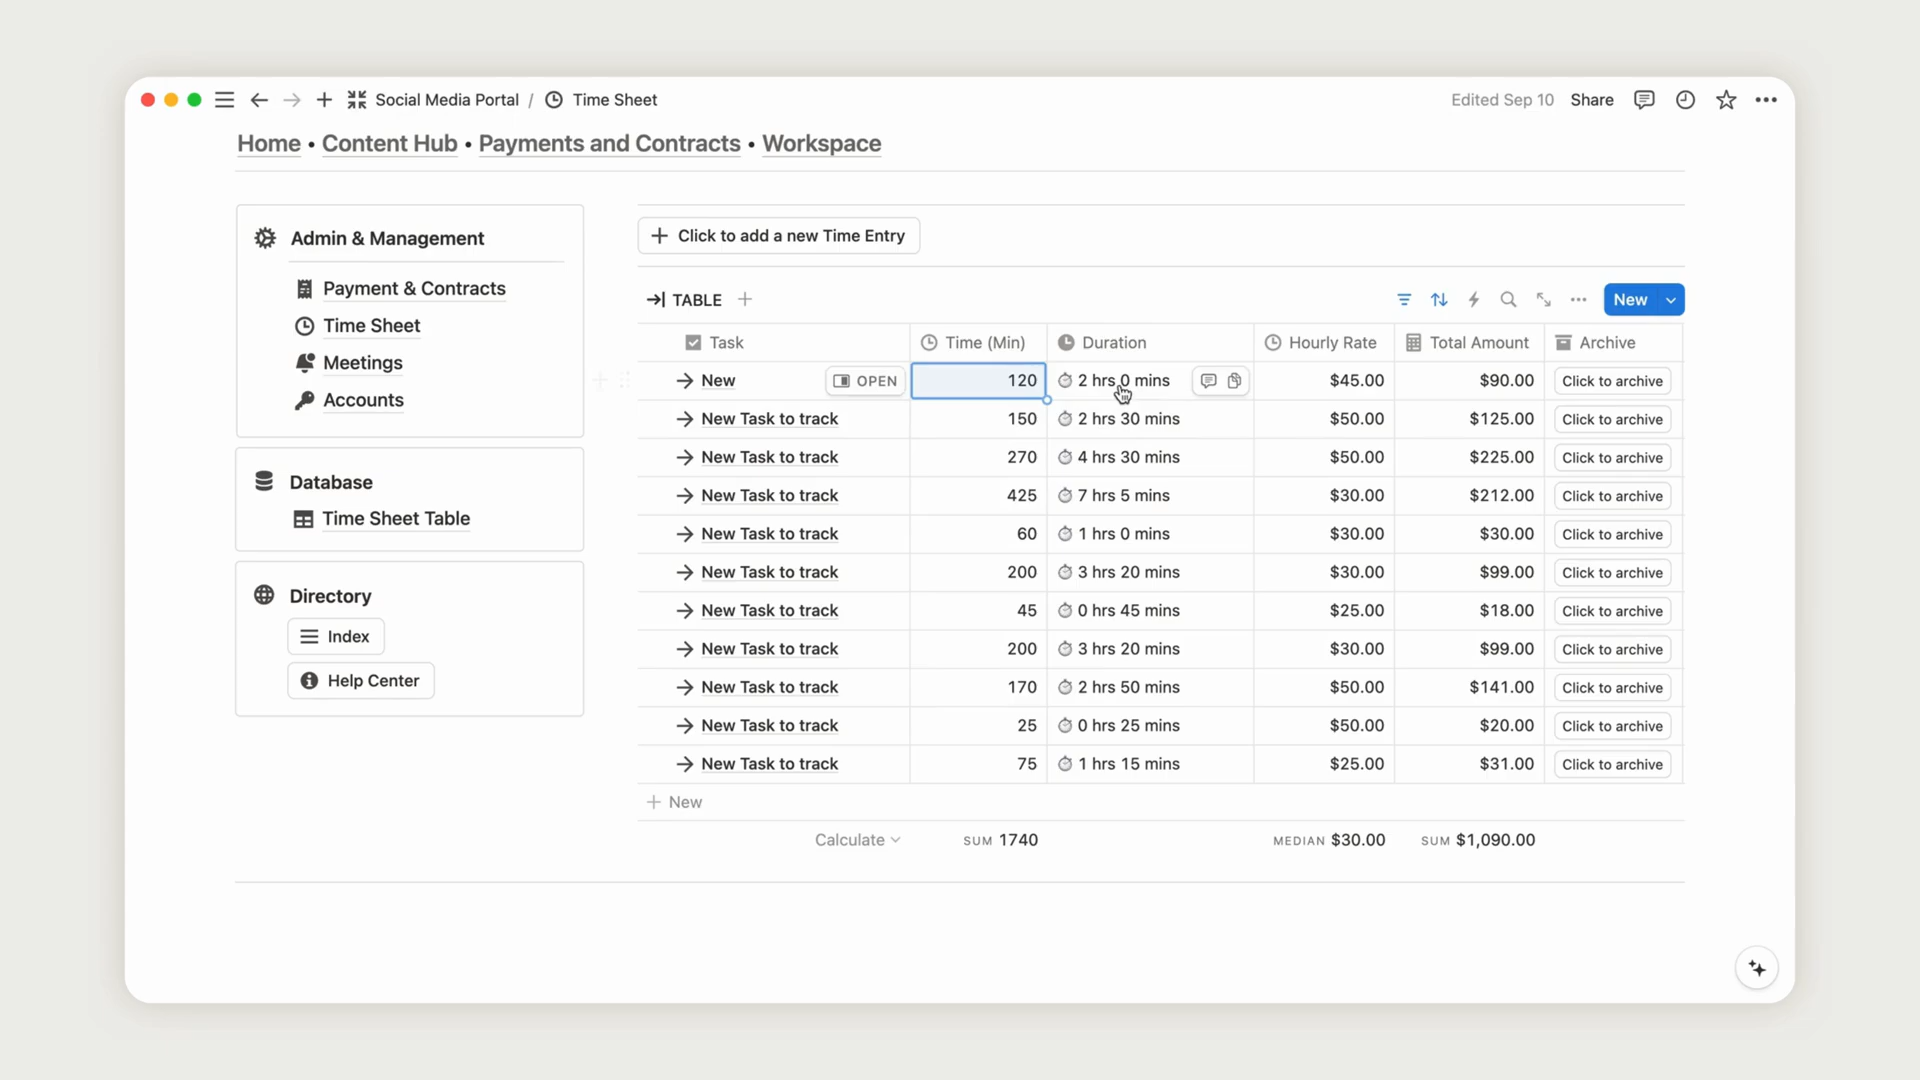 Social Media Portal / Time Sheet
Edited Sep 10 Share
Home • Content Hub • Payments and Contracts • Workspace
Admin & Management
Payment & Contracts
Time Sheet
Meetings
Accounts
Database
Time Sheet Table
Directory
Index
Help Center
+ Click to add a new Time Entry
TABLE +
New
Task Time (Min) Duration Hourly Rate Total Amount Archive
→ New OPEN 120 2 hrs 0 mins $45.00 $90.00 Click to archive
→ New Task to track 150 2 hrs 30 mins $50.00 $125.00 Click to archive
→ New Task to track 270 4 hrs 30 mins $50.00 $225.00 Click to archive
→ New Task to track 425 7 hrs 5 mins $30.00 $212.00 Click to archive
→ New Task to track 60 1 hrs 0 mins $30.00 $30.00 Click to archive
→ New Task to track 200 3 hrs 20 mins $30.00 $99.00 Click to archive
→ New Task to track 45 0 hrs 45 mins $25.00 $18.00 Click to archive
→ New Task to track 200 3 hrs 20 mins $30.00 $99.00 Click to archive
→ New Task to track 170 2 hrs 50 mins $50.00 $141.00 Click to archive
→ New Task to track 25 0 hrs 25 mins $50.00 $20.00 Click to archive
→ New Task to track 75 1 hrs 15 mins $25.00 $31.00 Click to archive
+ New
Calculate SUM 1740 MEDIAN $30.00 SUM $1,090.00